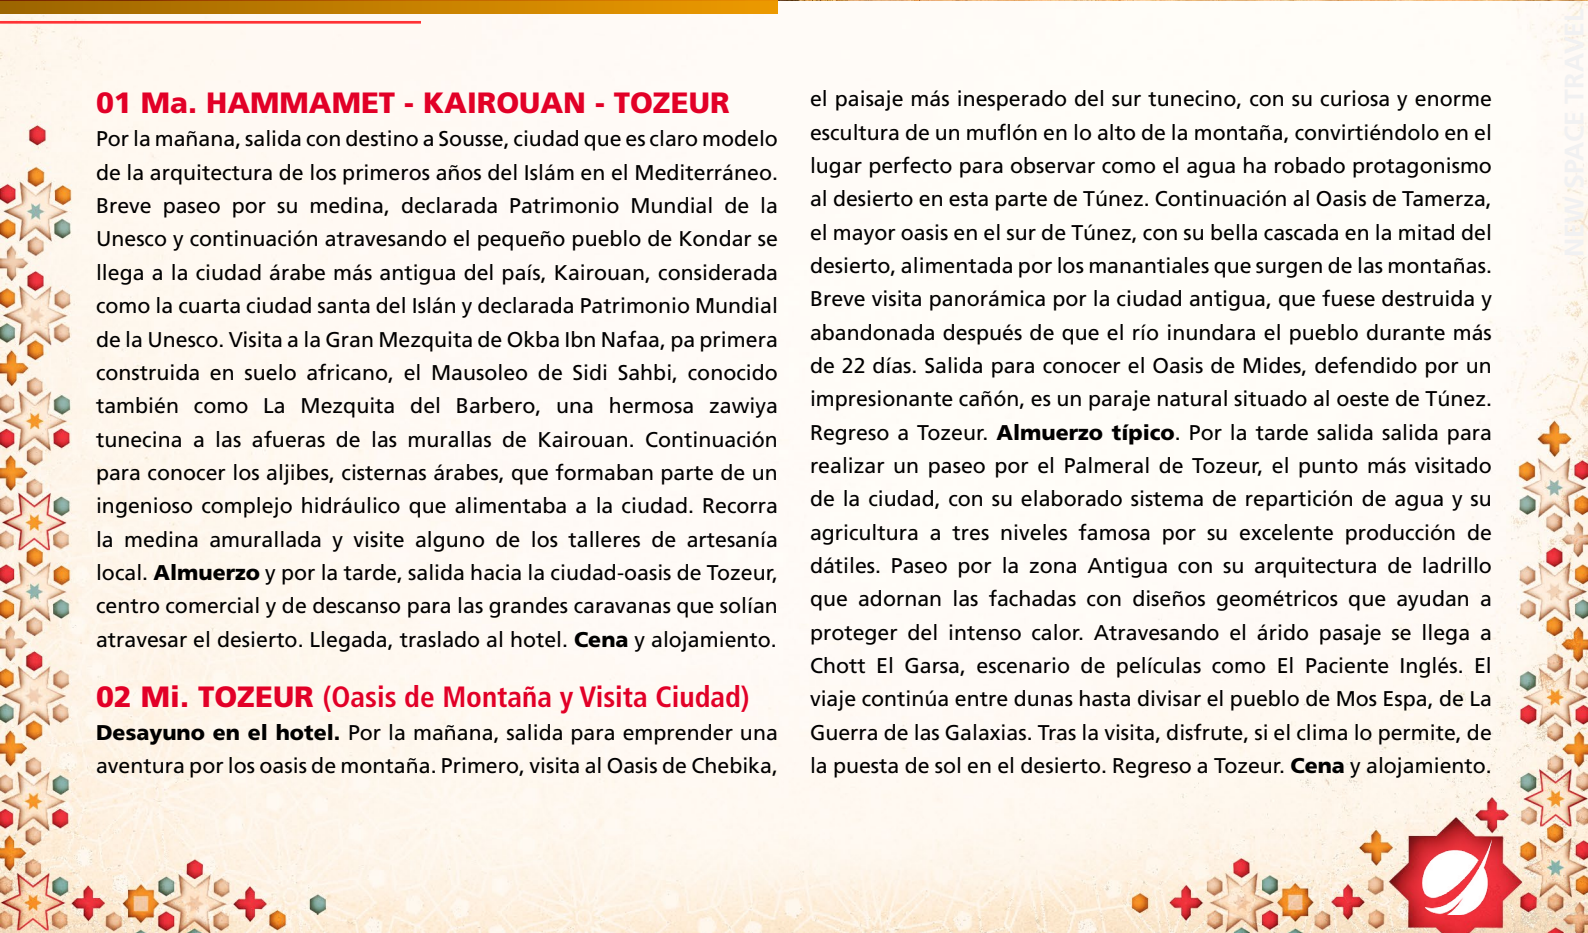 01 Ma. HAMMAMET - KAIROUAN - TOZEUR
Por la mañana, salida con destino a Sousse, ciudad que es claro modelo
de la arquitectura de los primeros años del Islám en el Mediterráneo.
Breve paseo por su medina, declarada Patrimonio Mundial de la
Unesco y continuación atravesando el pequeño pueblo de Kondar se
llega a la ciudad árabe más antigua del país, Kairouan, considerada
como la cuarta ciudad santa del Islán y declarada Patrimonio Mundial
de la Unesco. Visita a la Gran Mezquita de Okba Ibn Nafaa, pa primera
construida en suelo africano, el Mausoleo de Sidi Sahbi, conocido
también como La Mezquita del Barbero, una hermosa zawiya
tunecina a las afueras de las murallas de Kairouan. Continuación
para conocer los aljibes, cisternas árabes, que formaban parte de un
ingenioso complejo hidráulico que alimentaba a la ciudad. Recorra
la medina amurallada y visite alguno de los talleres de artesanía
local. Almuerzo y por la tarde, salida hacia la ciudad-oasis de Tozeur,
centro comercial y de descanso para las grandes caravanas que solían
atravesar el desierto. Llegada, traslado al hotel. Cena y alojamiento.
02 Mi. TOZEUR (Oasis de Montaña y Visita Ciudad)
Desayuno en el hotel. Por la mañana, salida para emprender una
aventura por los oasis de montaña. Primero, visita al Oasis de Chebika,
el paisaje más inesperado del sur tunecino, con su curiosa y enorme
escultura de un muflón en lo alto de la montaña, convirtiéndolo en el
lugar perfecto para observar como el agua ha robado protagonismo
al desierto en esta parte de Túnez. Continuación al Oasis de Tamerza,
el mayor oasis en el sur de Túnez, con su bella cascada en la mitad del
desierto, alimentada por los manantiales que surgen de las montañas.
Breve visita panorámica por la ciudad antigua, que fuese destruida y
abandonada después de que el río inundara el pueblo durante más
de 22 días. Salida para conocer el Oasis de Mides, defendido por un
impresionante cañón, es un paraje natural situado al oeste de Túnez.
Regreso a Tozeur. Almuerzo típico. Por la tarde salida salida para
realizar un paseo por el Palmeral de Tozeur, el punto más visitado
de la ciudad, con su elaborado sistema de repartición de agua y su
agricultura a tres niveles famosa por su excelente producción de
dátiles. Paseo por la zona Antigua con su arquitectura de ladrillo
que adornan las fachadas con diseños geométricos que ayudan a
proteger del intenso calor. Atravesando el árido pasaje se llega a
Chott El Garsa, escenario de películas como El Paciente Inglés. El
viaje continúa entre dunas hasta divisar el pueblo de Mos Espa, de La
Guerra de las Galaxias. Tras la visita, disfrute, si el clima lo permite, de
la puesta de sol en el desierto. Regreso a Tozeur. Cena y alojamiento.
NEW SPACE TRAVEL